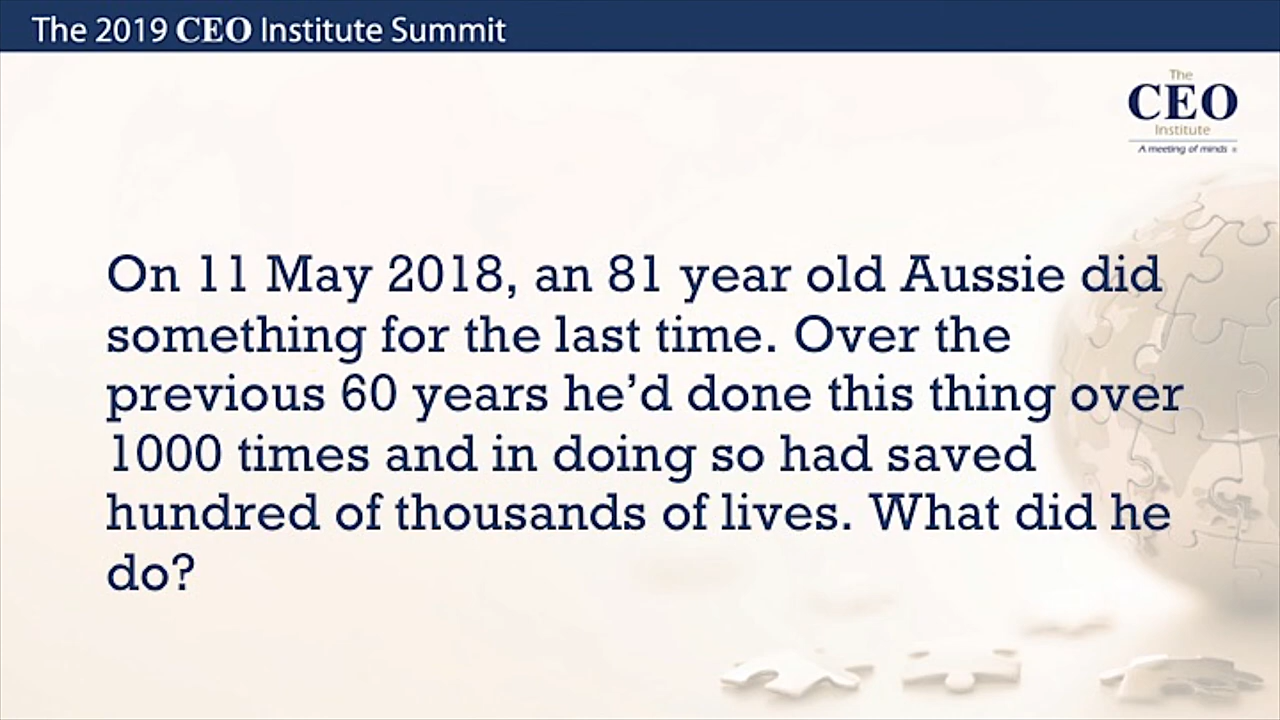 The 2019 CEO Institute Summit
The
CEO
Institute
A meeting of minds ®
On 11 May 2018, an 81 year old Aussie did
something for the last time. Over the
previous 60 years he’d done this thing over
1000 times and in doing so had saved
hundred of thousands of lives. What did he
do?